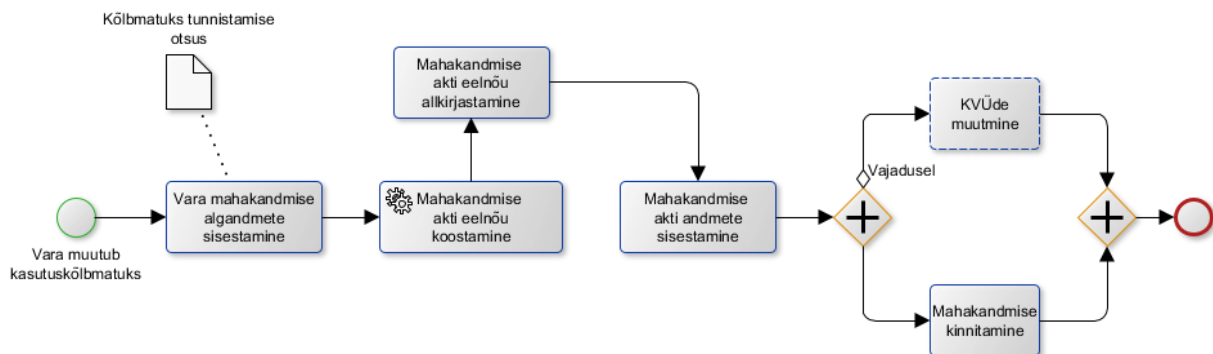 Kõlbmatuks tunnistamise
otsus
Vara muutub
kasutuskõlbmatuks
Vara mahakandmise
algandmete
sisestamine
Mahakandmise
akti eelnõu
koostamine
Mahakandmise
akti eelnõu
allkirjastamine
Mahakandmise
akti andmete
sisestamine
Vajadusel
KVÜde
muutmine
Mahakandmise
kinnitamine